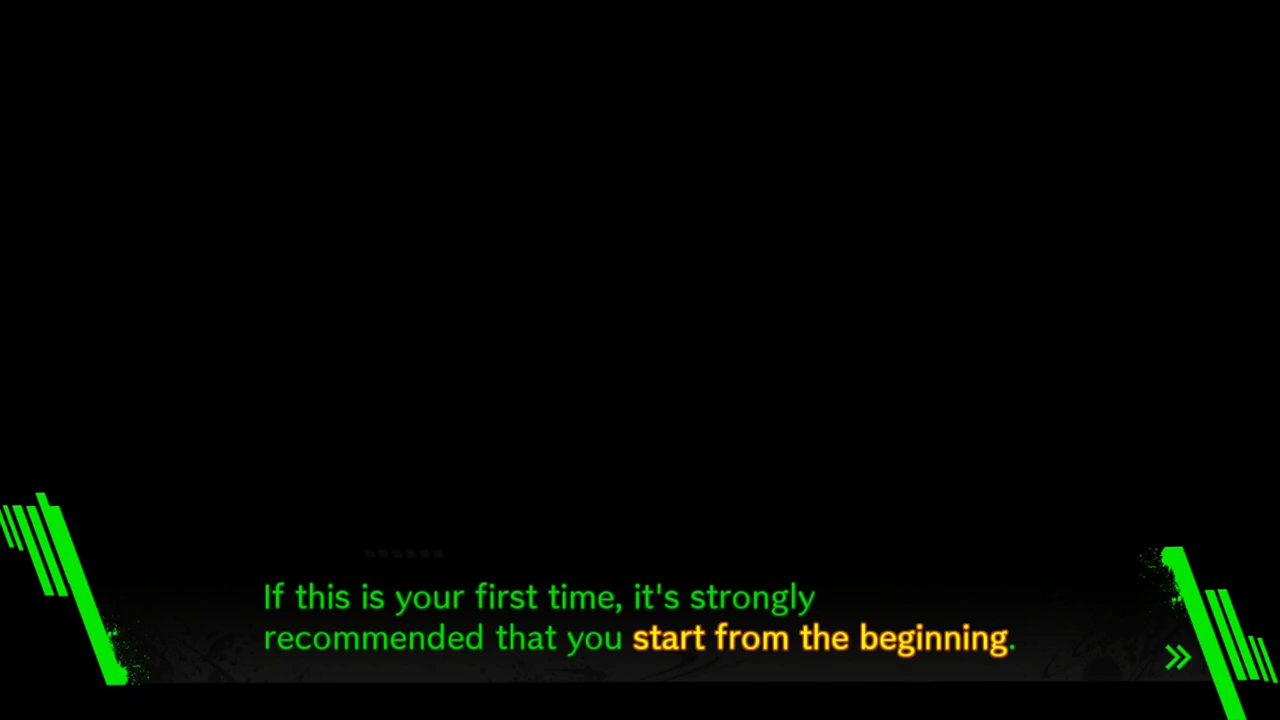 If this is your first time, it's strongly
recommended that you start from the beginning.